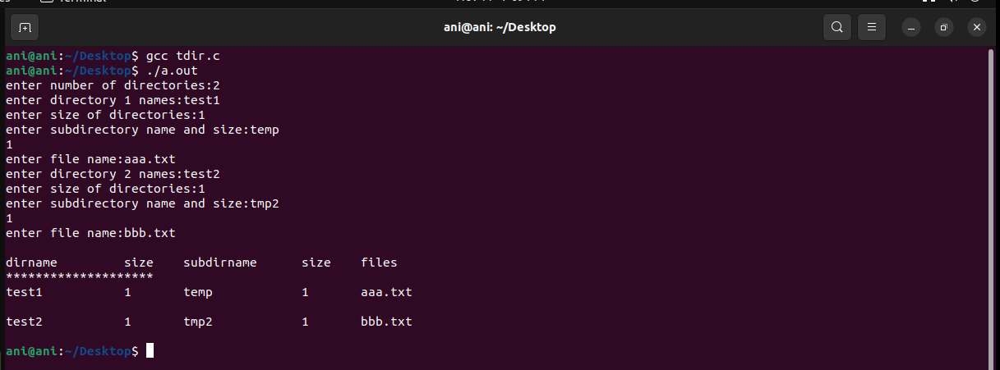 Terminal
ani@ani: ~/Desktop
ani@ani:~/Desktop$ gcc tdir.c
ani@ani:~/Desktop$ ./a.out
enter number of directories:2
enter directory 1 names:test1
enter size of directories:1
enter subdirectory name and size:temp
1
enter file name:aaa.txt
enter directory 2 names:test2
enter size of directories:1
enter subdirectory name and size:tmp2
1
enter file name:bbb.txt
dirname size subdirname size files
********************
test1 1 temp 1 aaa.txt
test2 1 tmp2 1 bbb.txt
ani@ani:~/Desktop$